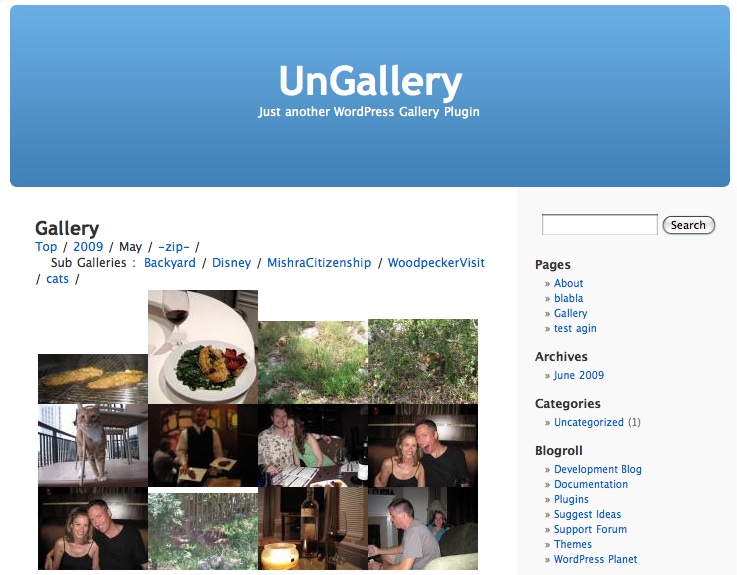 UnGallery
Just another WordPress Gallery Plugin
Gallery
Top / 2009 / May / -zip- /
Sub Galleries : Backyard / Disney / MishraCitizenship / WoodpeckerVisit
/ cats /
Search
Pages
» About
» blabla
» Gallery
» test agin
Archives
» June 2009
Categories
» Uncategorized (1)
Blogroll
» Development Blog
» Documentation
» Plugins
» Suggest Ideas
» Support Forum
» Themes
» WordPress Planet